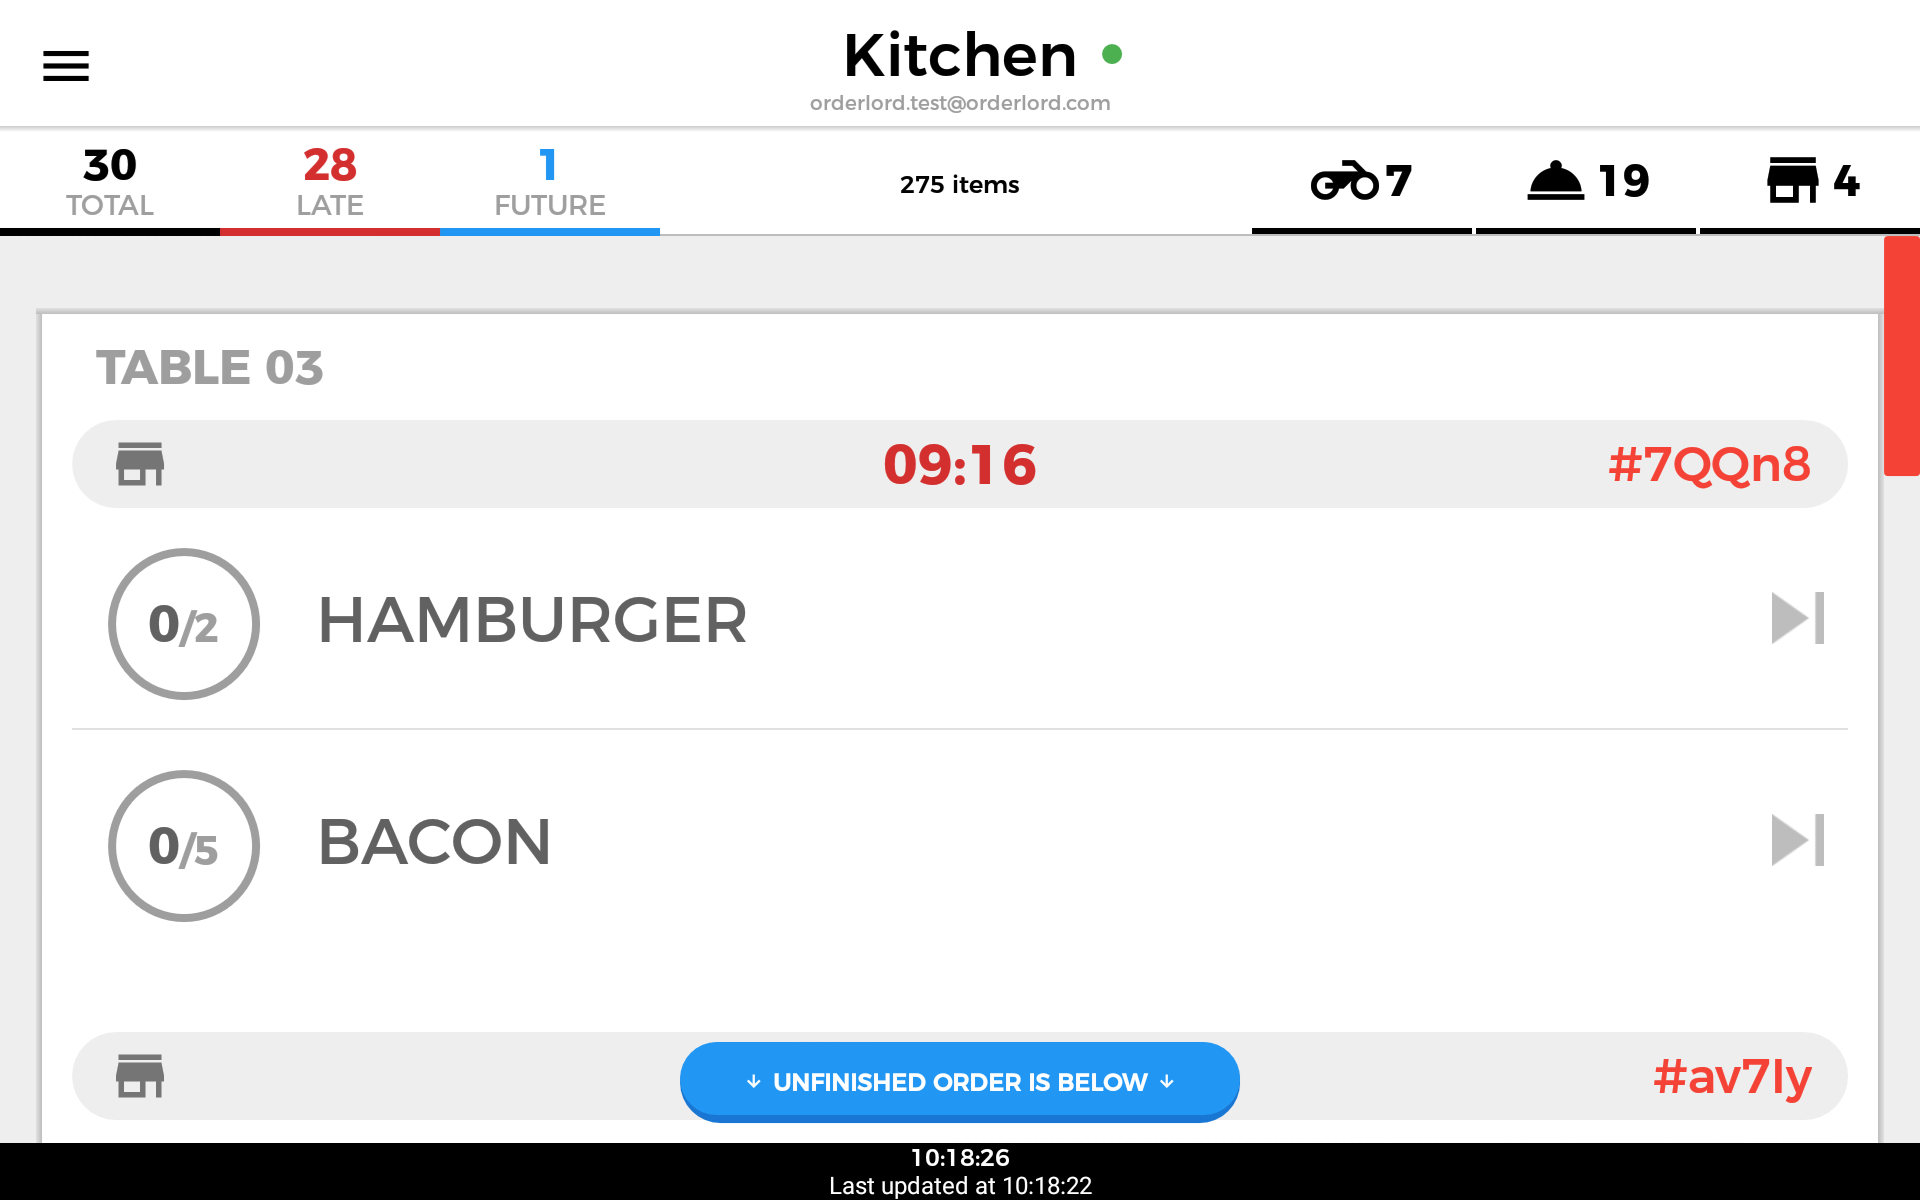 Kitchen
orderlord.test@orderlord.com
30 28 1
TOTAL LATE FUTURE
275 items
7 19 4
TABLE 03
09:16 #7QQn8
0/2 HAMBURGER
0/5 BACON
↓ UNFINISHED ORDER IS BELOW ↓
#av7ly
10:18:26
Last updated at 10:18:22